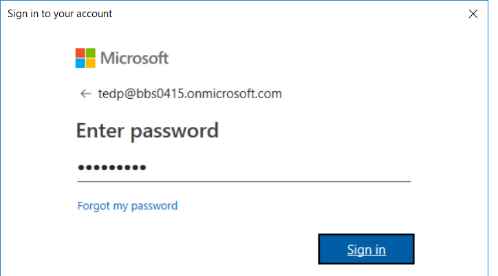 Sign in to your account
Microsoft
tedp@bbs0415.onmicrosoft.com
Enter password
•••••••••
Forgot my password
Sign in